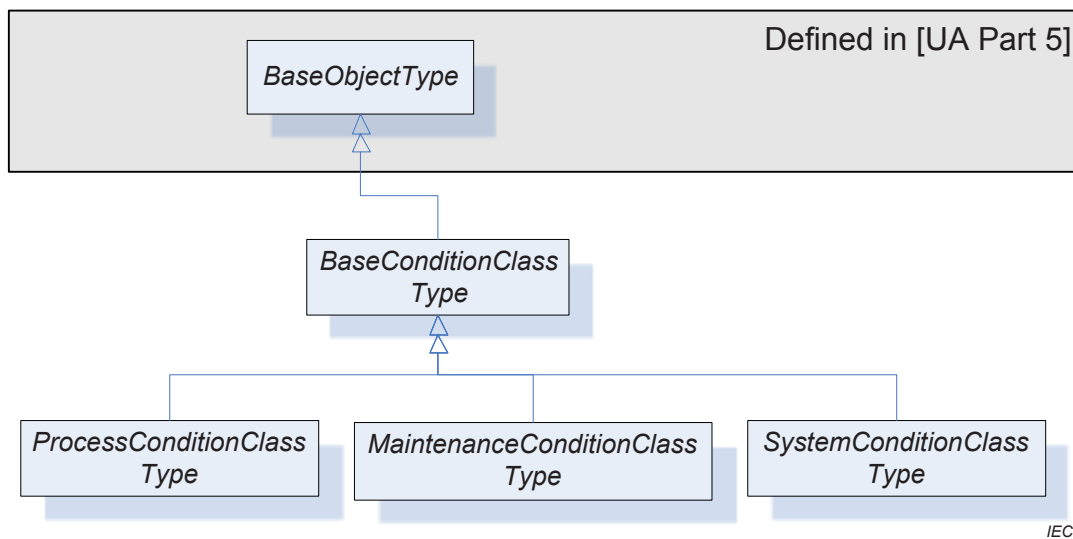 Defined in [UA Part 5]
BaseObjectType
BaseConditionClass
Type
ProcessConditionClass
Type
MaintenanceConditionClass
Type
SystemConditionClass
Type
IEC